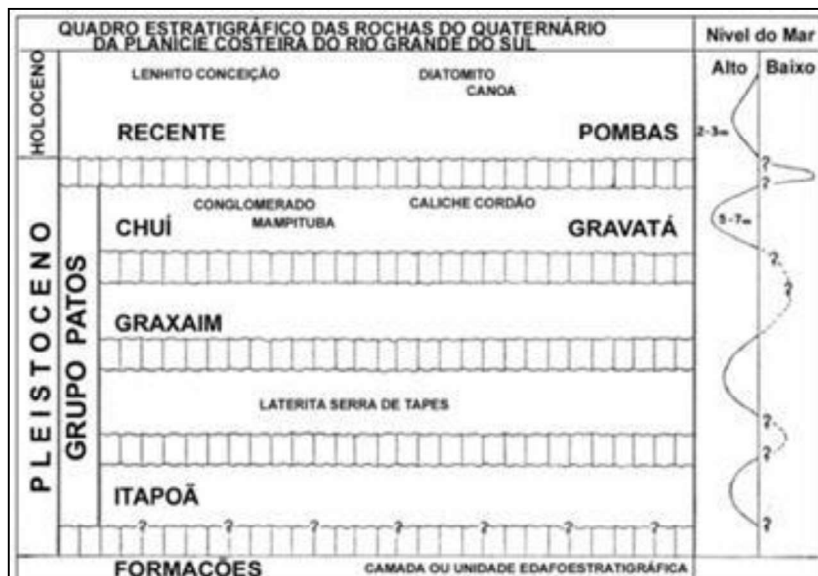 QUADRO ESTRATIGRÁFICO DAS ROCHAS DO QUATERNÁRIO
DA PLANÍCIE COSTEIRA DO RIO GRANDE DO SUL
Nível do Mar
Alto Baixo
HOLOCENO
LENHITO CONCEIÇÃO
DIATOMITO
CANOA
RECENTE
POMBAS
2-3m
?
?
PLEISTOCENO
GRUPO PATOS
CONGLOMERADO
MAMPITUBA
CALICHE CORDÃO
CHUÍ
GRAVATÁ
5-7m
?
?
GRAXAIM
LATERITA SERRA DE TAPES
?
?
ITAPOÃ
? ? ? ? ? ? ?
?
FORMAÇÕES
CAMADA OU UNIDADE EDAFOESTRATIGRÁFICA